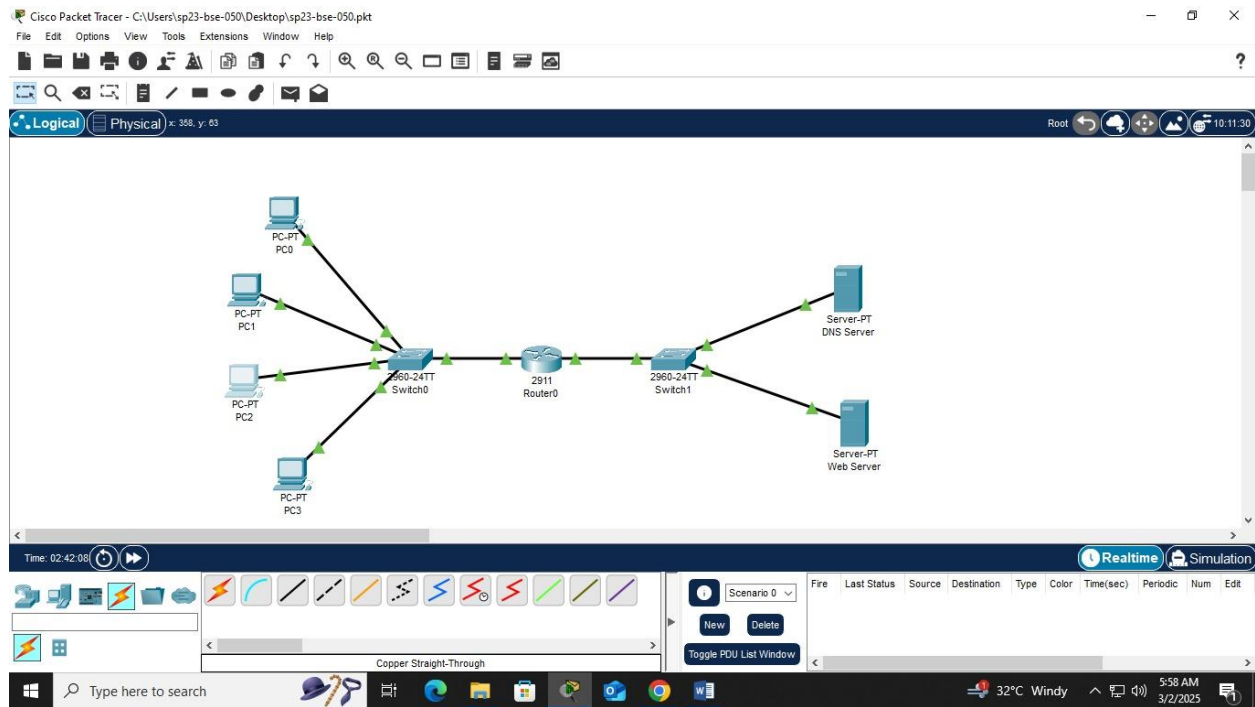 Cisco Packet Tracer - C:\Users\sp23-bse-050\Desktop\sp23-bse-050.pkt
File Edit Options View Tools Extensions Window Help
?
Logical Physical x: 358, y: 63 Root 10:11:30
PC-PT
PC0
PC-PT
PC1
PC-PT
PC2
PC-PT
PC3
2960-24TT
Switch0
2911
Router0
2960-24TT
Switch1
Server-PT
DNS Server
Server-PT
Web Server
Time: 02:42:08 Realtime Simulation
Scenario 0
New Delete
Toggle PDU List Window
Fire Last Status Source Destination Type Color Time(sec) Periodic Num Edit
Copper Straight-Through
Type here to search
32°C Windy
5:58 AM
3/2/2025